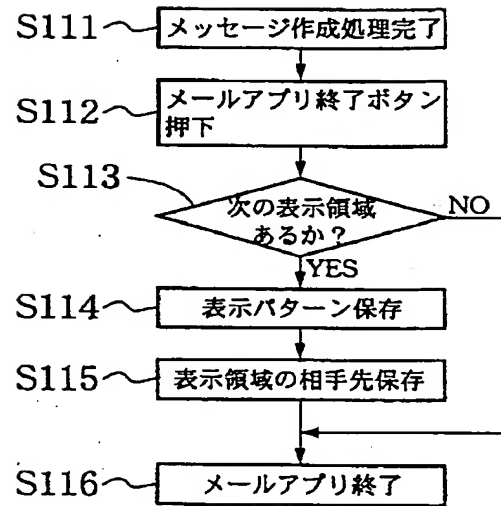 S111 メッセージ作成処理完了
S112 メールアプリ終了ボタン
押下
S113 次の表示領域
あるか? NO
YES
S114 表示パターン保存
S115 表示領域の相手先保存
S116 メールアプリ終了